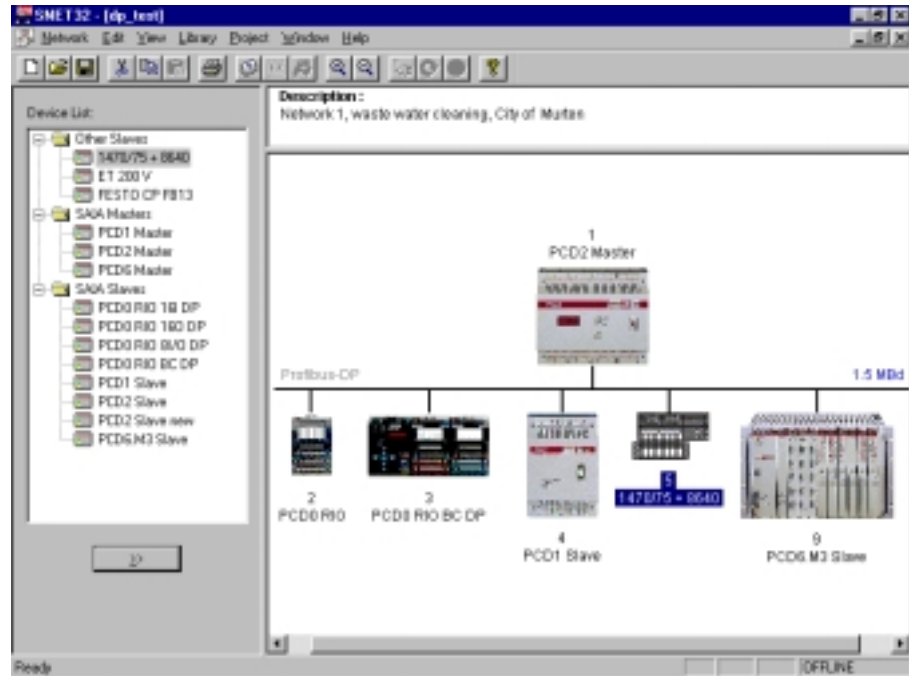 SNET32 - [dp_test]
Network Edit View Library Project Window Help
Device List:
Other Slaves
1470/75 + 8640
ET 200 V
FESTO CP FB13
SAIA Masters
PCD1 Master
PCD2 Master
PCD6 Master
SAIA Slaves
PCD0 RIO 16I DP
PCD0 RIO 16O DP
PCD0 RIO 8I/O DP
PCD0 RIO BC DP
PCD1 Slave
PCD2 Slave
PCD2 Slave new
PCD6.M3 Slave
>>
Description :
Network 1, waste water cleaning, City of Murten
1
PCD2 Master
Profibus-DP
1.5 MBd
2
PCD0 RIO
3
PCD0 RIO BC DP
4
PCD1 Slave
5
1470/75 + 8640
9
PCD6.M3 Slave
Ready
OFFLINE